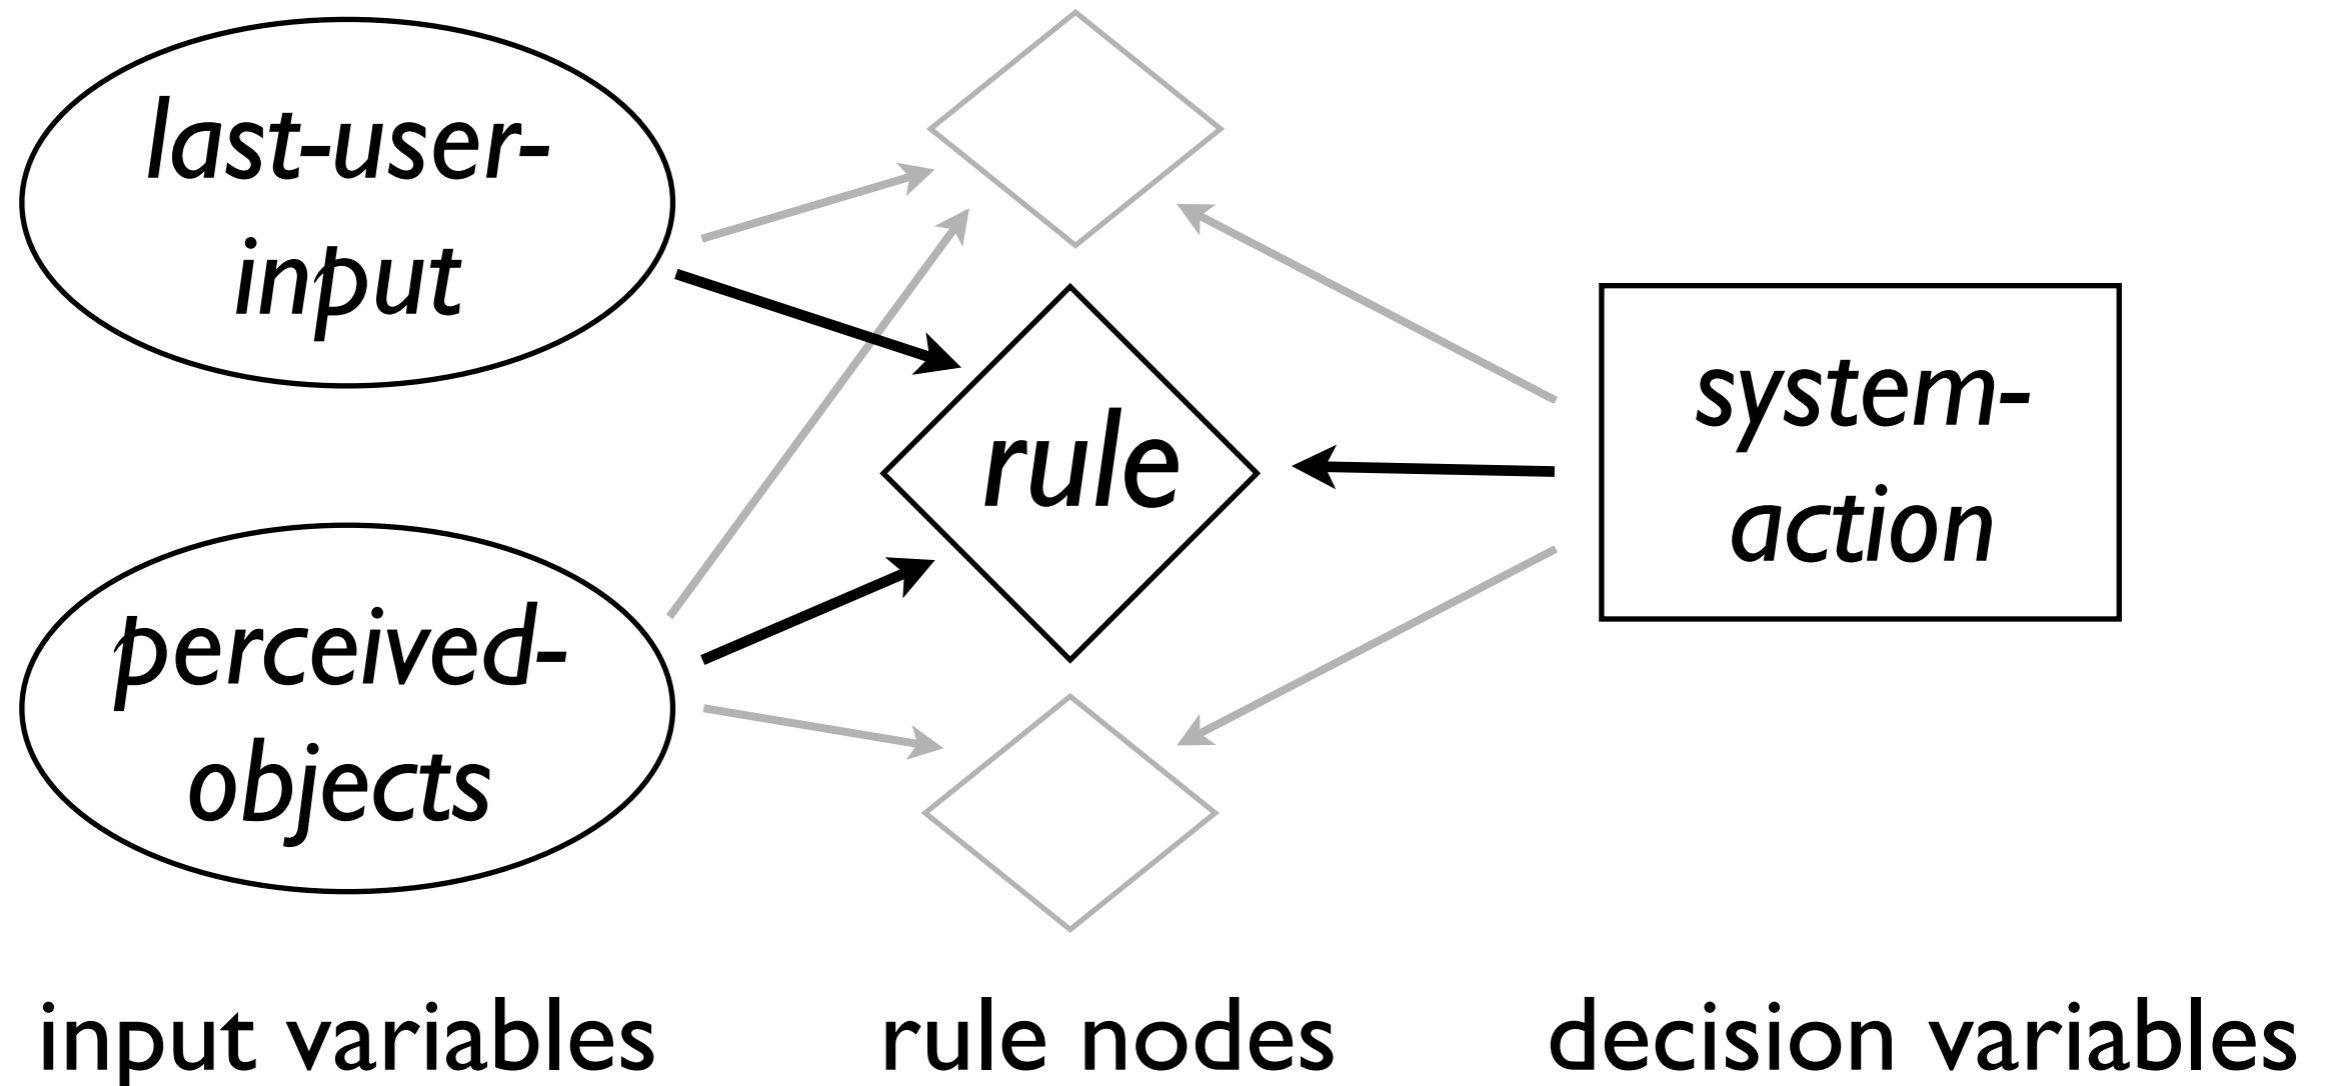 last-user-
input
perceived-
objects
rule
system-
action
input variables
rule nodes
decision variables